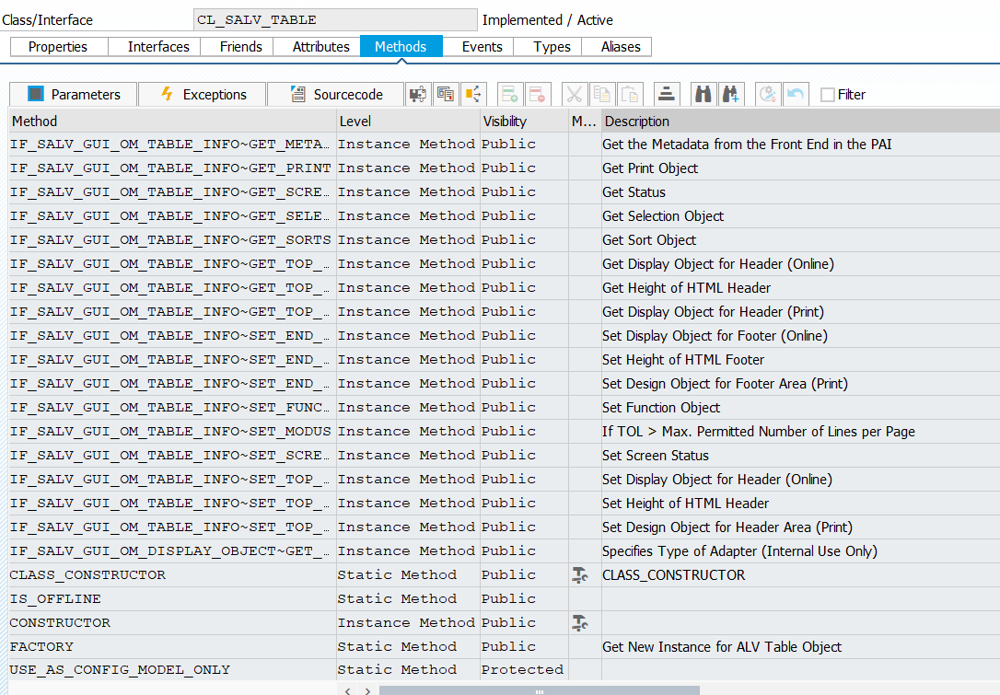 Class/Interface CL_SALV_TABLE Implemented / Active
Properties Interfaces Friends Attributes Methods Events Types Aliases
Parameters Exceptions Sourcecode Filter
Method Level Visibility M... Description
IF_SALV_GUI_OM_TABLE_INFO~GET_META… Instance Method Public Get the Metadata from the Front End in the PAI
IF_SALV_GUI_OM_TABLE_INFO~GET_PRINT Instance Method Public Get Print Object
IF_SALV_GUI_OM_TABLE_INFO~GET_SCRE… Instance Method Public Get Status
IF_SALV_GUI_OM_TABLE_INFO~GET_SELE… Instance Method Public Get Selection Object
IF_SALV_GUI_OM_TABLE_INFO~GET_SORTS Instance Method Public Get Sort Object
IF_SALV_GUI_OM_TABLE_INFO~GET_TOP_… Instance Method Public Get Display Object for Header (Online)
IF_SALV_GUI_OM_TABLE_INFO~GET_TOP_… Instance Method Public Get Height of HTML Header
IF_SALV_GUI_OM_TABLE_INFO~GET_TOP_… Instance Method Public Get Display Object for Header (Print)
IF_SALV_GUI_OM_TABLE_INFO~SET_END_… Instance Method Public Set Display Object for Footer (Online)
IF_SALV_GUI_OM_TABLE_INFO~SET_END_… Instance Method Public Set Height of HTML Footer
IF_SALV_GUI_OM_TABLE_INFO~SET_END_… Instance Method Public Set Design Object for Footer Area (Print)
IF_SALV_GUI_OM_TABLE_INFO~SET_FUNC… Instance Method Public Set Function Object
IF_SALV_GUI_OM_TABLE_INFO~SET_MODUS Instance Method Public If TOL > Max. Permitted Number of Lines per Page
IF_SALV_GUI_OM_TABLE_INFO~SET_SCRE… Instance Method Public Set Screen Status
IF_SALV_GUI_OM_TABLE_INFO~SET_TOP_… Instance Method Public Set Display Object for Header (Online)
IF_SALV_GUI_OM_TABLE_INFO~SET_TOP_… Instance Method Public Set Height of HTML Header
IF_SALV_GUI_OM_TABLE_INFO~SET_TOP_… Instance Method Public Set Design Object for Header Area (Print)
IF_SALV_GUI_OM_DISPLAY_OBJECT~GET_… Instance Method Public Specifies Type of Adapter (Internal Use Only)
CLASS_CONSTRUCTOR Static Method Public CLASS_CONSTRUCTOR
IS_OFFLINE Static Method Public
CONSTRUCTOR Instance Method Public
FACTORY Static Method Public Get New Instance for ALV Table Object
USE_AS_CONFIG_MODEL_ONLY Static Method Protected